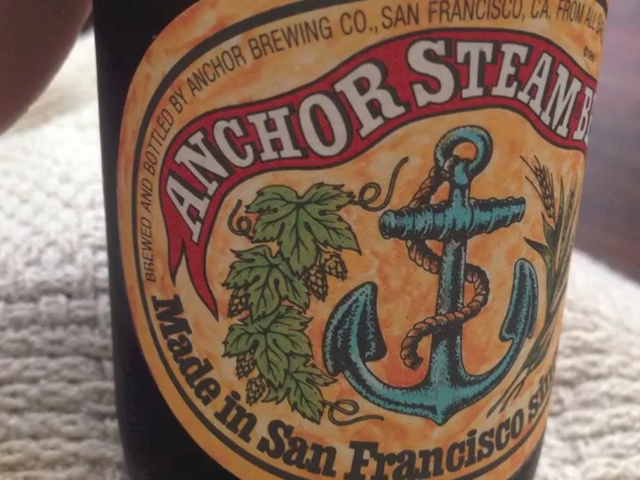 BREWED AND BOTTLED BY ANCHOR BREWING CO., SAN FRANCISCO, CA. FROM ALL
ANCHOR STEAM
Made in San Francisco